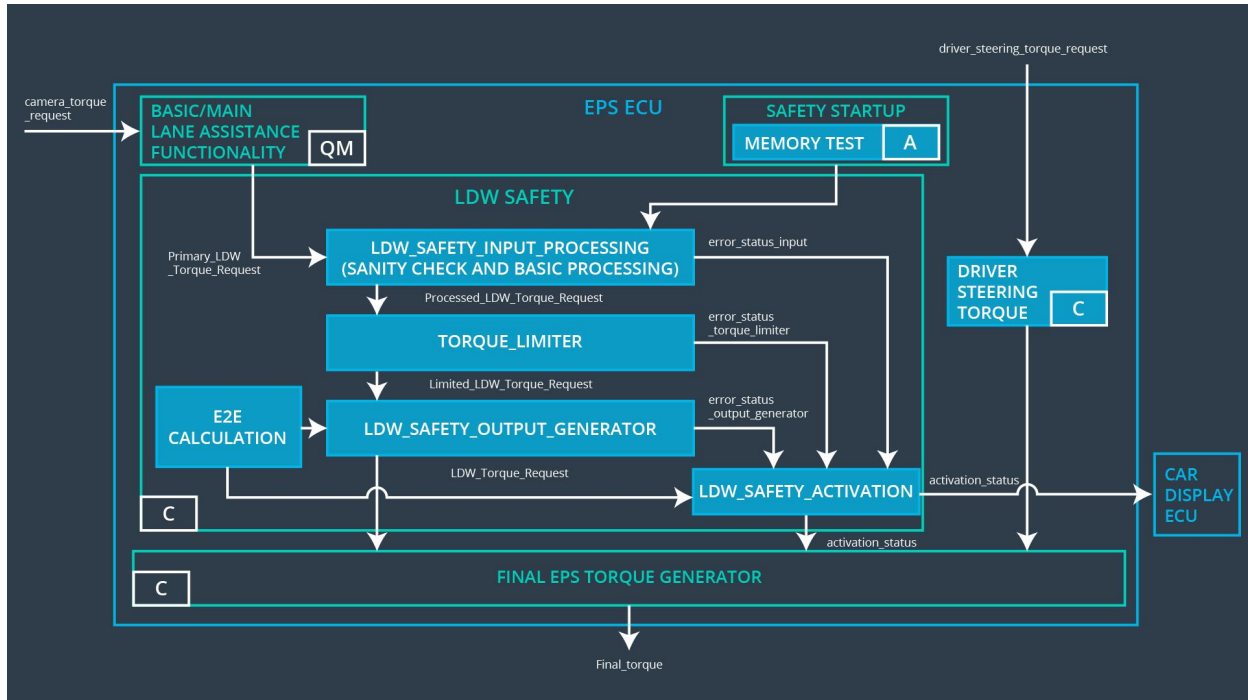 driver_steering_torque_request
camera_torque
_request
BASIC/MAIN
LANE ASSISTANCE
FUNCTIONALITY
QM
EPS ECU
SAFETY STARTUP
MEMORY TEST
A
LDW SAFETY
Primary_LDW
_Torque_Request
LDW_SAFETY_INPUT_PROCESSING
(SANITY CHECK AND BASIC PROCESSING)
error_status_input
DRIVER
STEERING
TORQUE
C
Processed_LDW_Torque_Request
TORQUE_LIMITER
error_status
_torque_limiter
Limited_LDW_Torque_Request
E2E
CALCULATION
LDW_SAFETY_OUTPUT_GENERATOR
error_status
_output_generator
LDW_Torque_Request
LDW_SAFETY_ACTIVATION
activation_status
CAR
DISPLAY
ECU
C
activation_status
FINAL EPS TORQUE GENERATOR
C
Final_torque